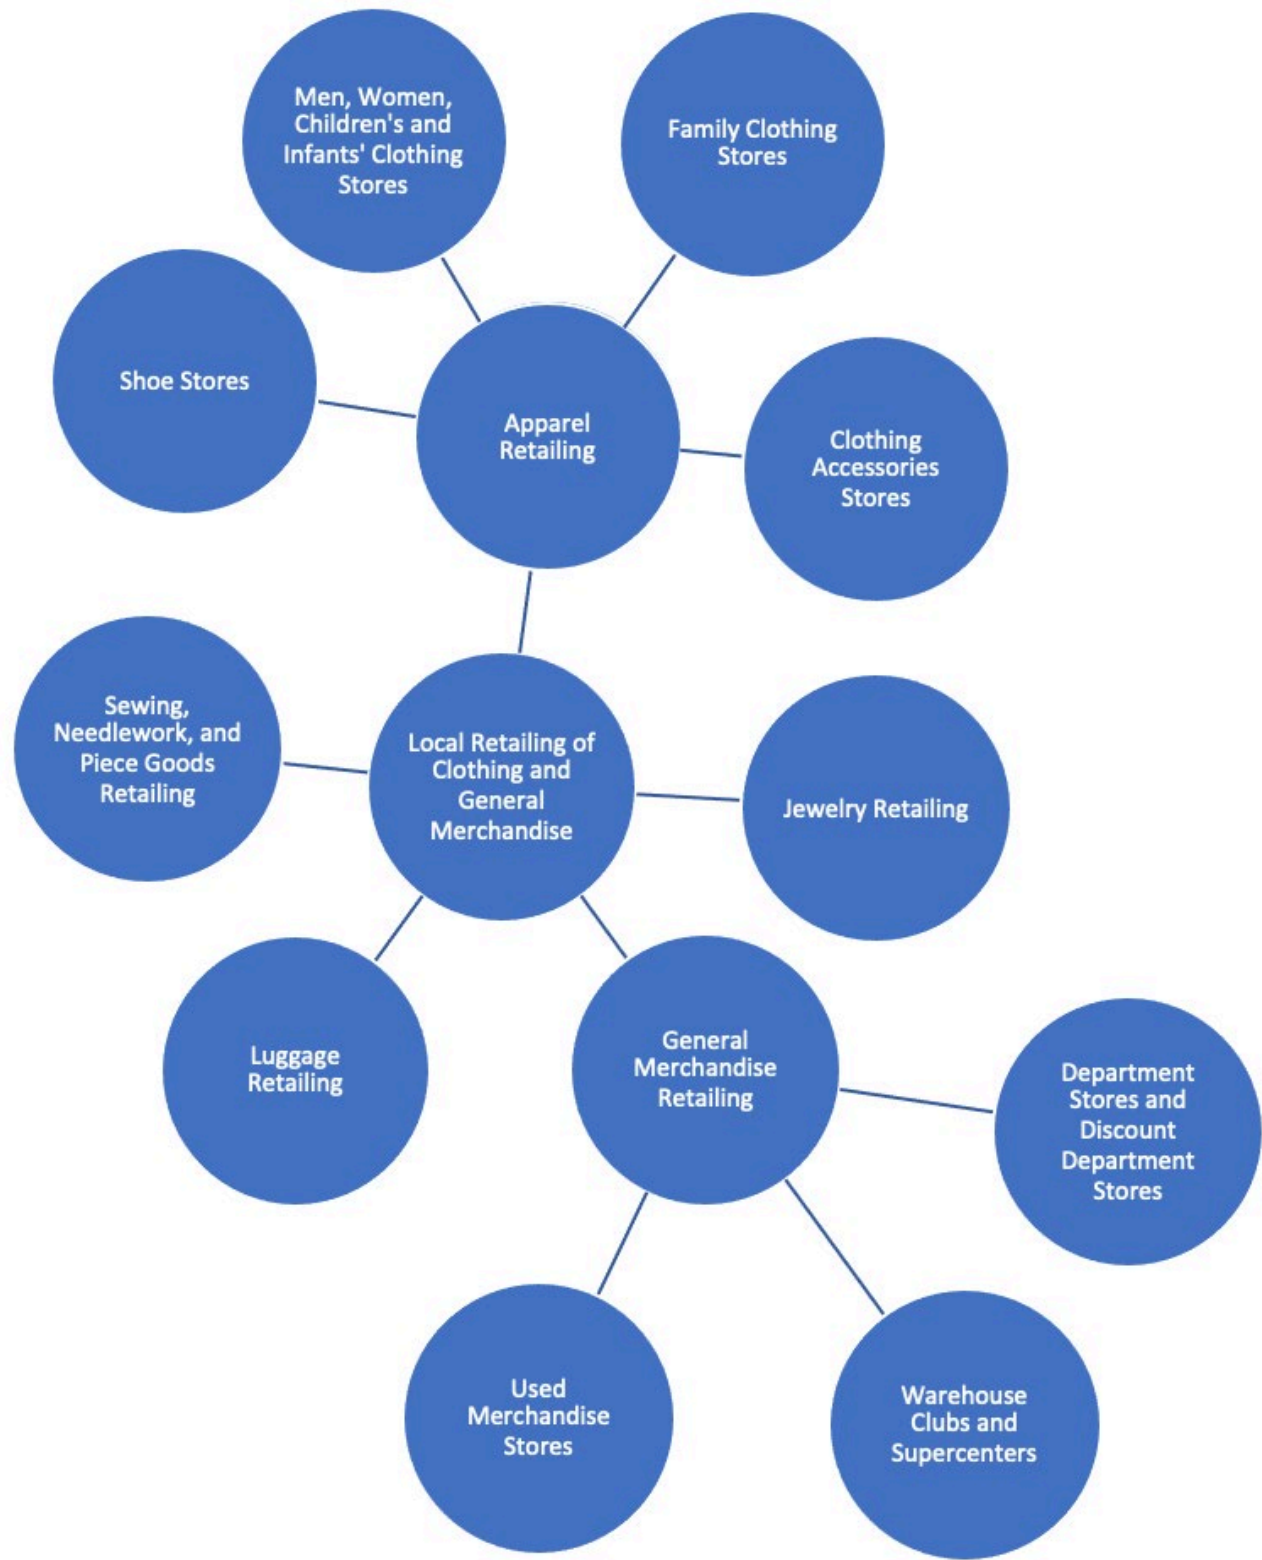 Men, Women,
Children's and
Infants' Clothing
Stores
Family Clothing
Stores
Shoe Stores
Apparel
Retailing
Clothing
Accessories
Stores
Sewing,
Needlework, and
Piece Goods
Retailing
Local Retailing of
Clothing and
General
Merchandise
Jewelry Retailing
Luggage
Retailing
General
Merchandise
Retailing
Department
Stores and
Discount
Department
Stores
Used
Merchandise
Stores
Warehouse
Clubs and
Supercenters